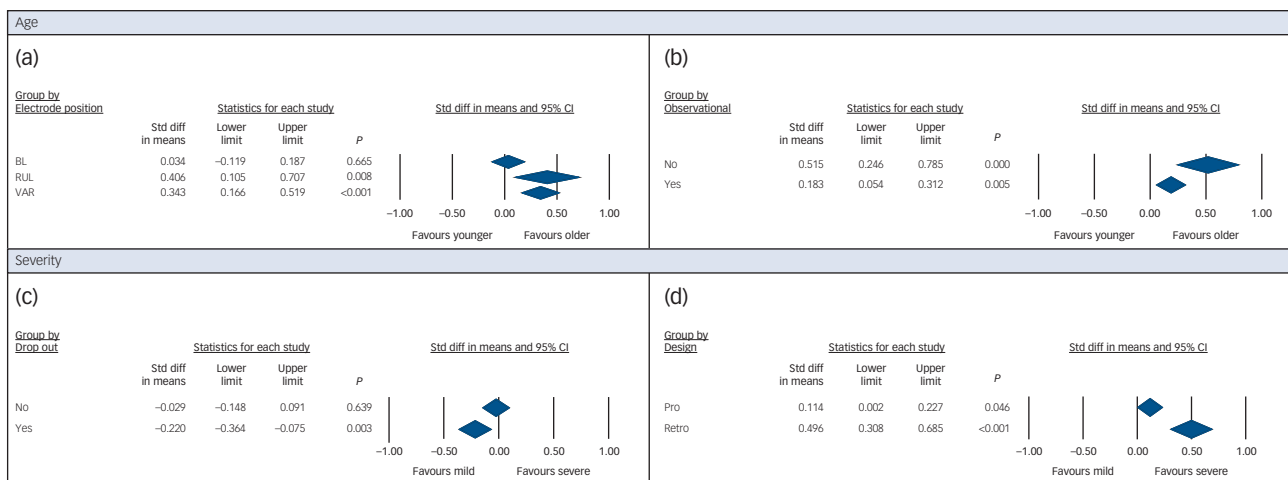 Age
(a)
Group by
Electrode position
Statistics for each study
Std diff in means and 95% CI
Std diff
in means
Lower
limit
Upper
limit
P
BL 0.034 −0.119 0.187 0.665
RUL 0.406 0.105 0.707 0.008
VAR 0.343 0.166 0.519 <0.001
−1.00 −0.50 0.00 0.50 1.00
Favours younger Favours older
(b)
Group by
Observational
Statistics for each study
Std diff in means and 95% CI
Std diff
in means
Lower
limit
Upper
limit
P
No 0.515 0.246 0.785 0.000
Yes 0.183 0.054 0.312 0.005
−1.00 −0.50 0.00 0.50 1.00
Favours younger Favours older
Severity
(c)
Group by
Drop out
Statistics for each study
Std diff in means and 95% CI
Std diff
in means
Lower
limit
Upper
limit
P
No −0.029 −0.148 0.091 0.639
Yes −0.220 −0.364 −0.075 0.003
−1.00 −0.50 0.00 0.50 1.00
Favours mild Favours severe
(d)
Group by
Design
Statistics for each study
Std diff in means and 95% CI
Std diff
in means
Lower
limit
Upper
limit
P
Pro 0.114 0.002 0.227 0.046
Retro 0.496 0.308 0.685 <0.001
−1.00 −0.50 0.00 0.50 1.00
Favours mild Favours severe